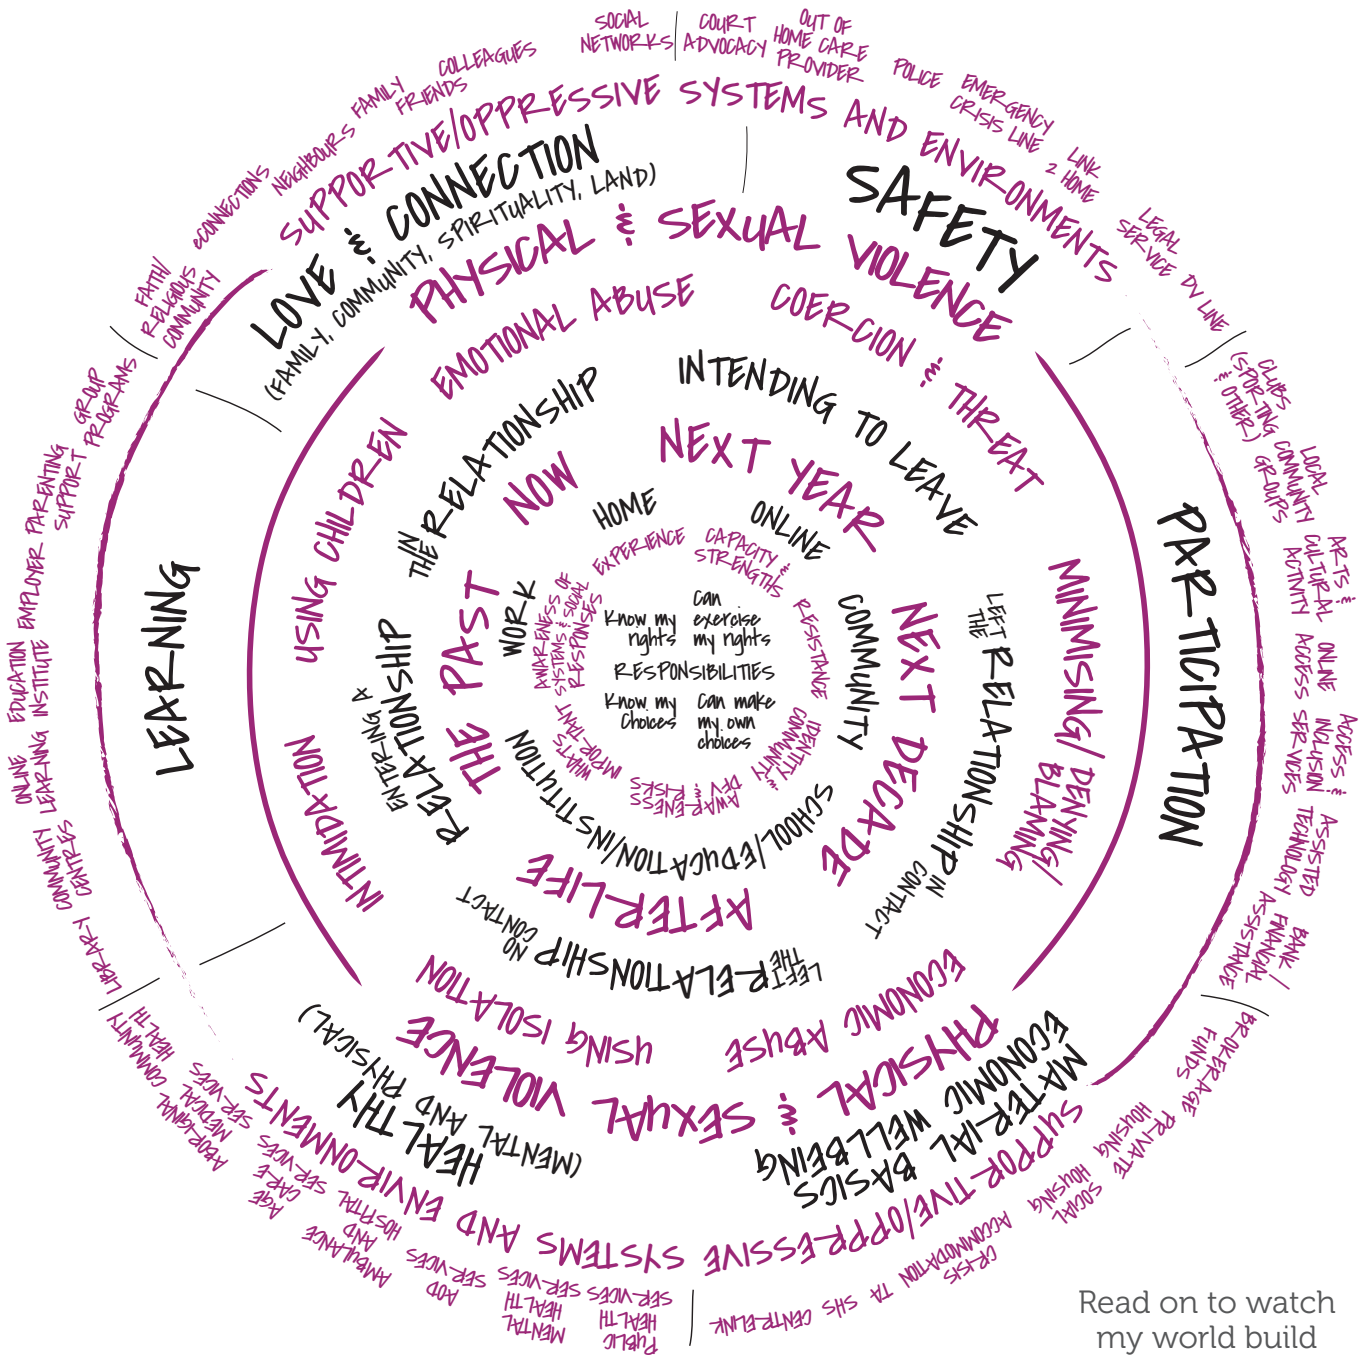 SOCIAL
NETWORKS
COURT
ADVOCACY
OUT OF
HOME CARE
PROVIDER
POLICE
EMERGENCY
CRISIS LINE
LINK
2 HOME
LEGAL
SERVICE
DV LINE
CLUBS
(SPORTING
& OTHER)
LOCAL
COMMUNITY
GROUPS
ARTS &
CULTURAL
ACTIVITY
ONLINE
ACCESS
ACCESS &
INCLUSION
SERVICES
ASSISTED
TECHNOLOGY
BANK /
FINANCIAL
ASSISTANCE
BROKERAGE
FUNDS
PRIVATE
HOUSING
SOCIAL
HOUSING
CRISIS
ACCOMMODATION
TA
SHS
CENTRELINK
PUBLIC
HEALTH
SERVICES
MENTAL
HEALTH
SERVICES
AOD
SERVICES
AMBULANCE
AND
HOSPITAL
AGE
CARE
SERVICES
ABORIGINAL
MEDICAL
SERVICES
COMMUNITY
HEALTH
LIBRARY
COMMUNITY
CENTRES
ONLINE
LEARNING
EDUCATION
INSTITUTE
EMPLOYER
PARENTING
SUPPORT
GROUP
PROGRAMS
FAITH/
RELIGIOUS
COMMUNITY
eCONNECTIONS
NEIGHBOURS
FAMILY
FRIENDS
COLLEAGUES
SUPPORTIVE/OPPRESSIVE SYSTEMS AND ENVIRONMENTS
SUPPORTIVE/OPPRESSIVE SYSTEMS AND ENVIRONMENTS
LOVE & CONNECTION
(FAMILY, COMMUNITY, SPIRITUALITY, LAND)
SAFETY
PARTICIPATION
MATERIAL BASICS
ECONOMIC WELLBEING
HEALTHY
(MENTAL AND PHYSICAL)
LEARNING
PHYSICAL & SEXUAL VIOLENCE
PHYSICAL & SEXUAL VIOLENCE
EMOTIONAL ABUSE
COERCION & THREAT
MINIMISING/ DENYING/
BLAMING
ECONOMIC ABUSE
USING ISOLATION
INTIMIDATION
USING CHILDREN
IN
THE
RELATIONSHIP
INTENDING TO LEAVE
LEFT
THE
RELATIONSHIP
IN
CONTACT
LEFT
THE
RELATIONSHIP
NO
CONTACT
ENTERING A
RELATIONSHIP
NOW
NEXT YEAR
NEXT DECADE
AFTERLIFE
THE PAST
HOME
ONLINE
COMMUNITY
SCHOOL/EDUCATION/INSTITUTION
WORK
EXPERIENCE
CAPACITY &
STRENGTHS
RESISTANCE
IDENTITY &
COMMUNITY
AWARENESS
DFV & RISKS
WHATS
IMPORTANT
AWARENESS OF
SYSTEMS & SOCIAL
RESPONSES
Know my
rights
can
exercise
my rights
RESPONSIBILITIES
Know my
Choices
Can make
my own
choices
Read on to watch
my world build